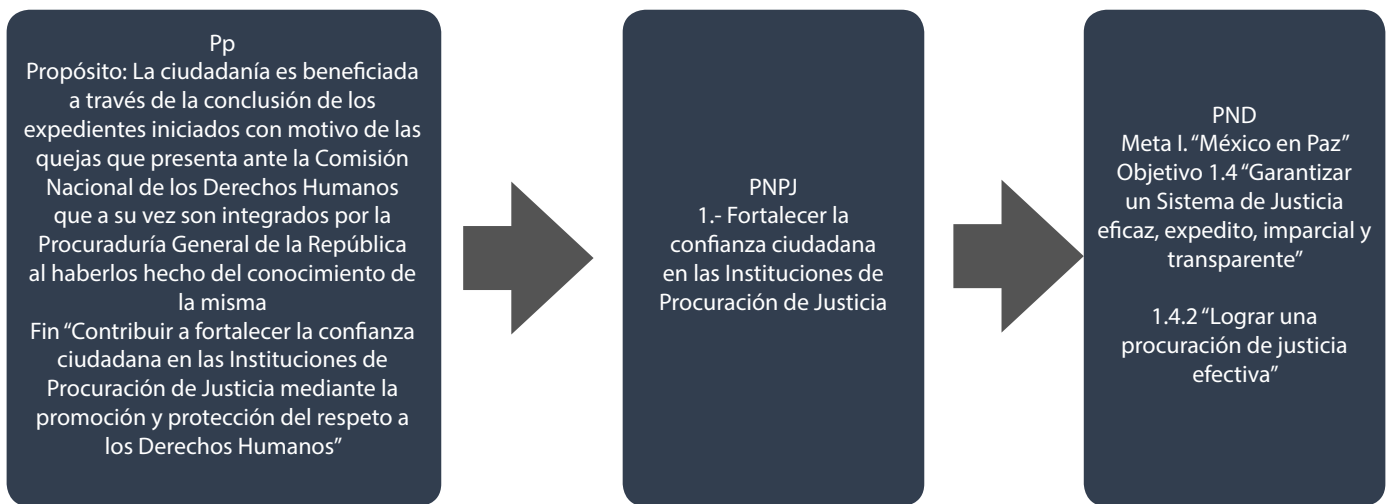 Pp
Propósito: La ciudadanía es beneficiada
a través de la conclusión de los
expedientes iniciados con motivo de las
quejas que presenta ante la Comisión
Nacional de los Derechos Humanos
que a su vez son integrados por la
Procuraduría General de la República
al haberlos hecho del conocimiento de
la misma
Fin “Contribuir a fortalecer la confianza
ciudadana en las Instituciones de
Procuración de Justicia mediante la
promoción y protección del respeto a
los Derechos Humanos”
PNPJ
1.- Fortalecer la
confianza ciudadana
en las Instituciones de
Procuración de Justicia
PND
Meta I. “México en Paz”
Objetivo 1.4 “Garantizar
un Sistema de Justicia
eficaz, expedito, imparcial y
transparente”
1.4.2 “Lograr una
procuración de justicia
efectiva”